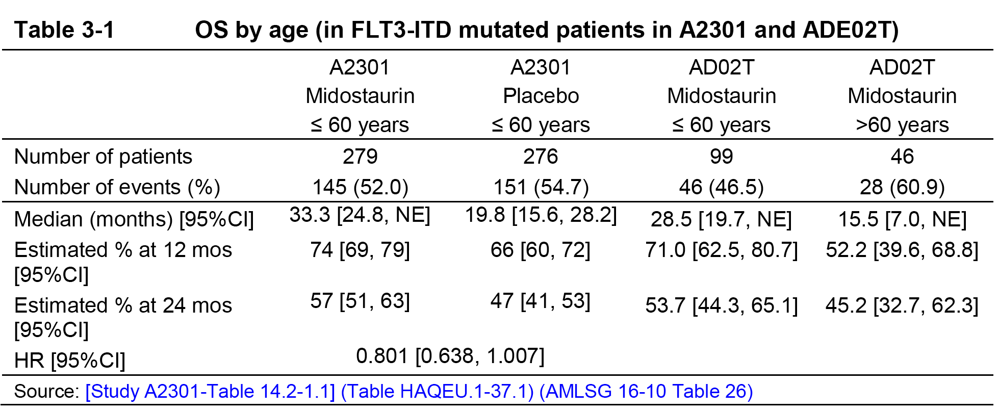 Table 3-1 OS by age (in FLT3-ITD mutated patients in A2301 and ADE02T)
A2301 A2301 AD02T AD02T
Midostaurin Placebo Midostaurin Midostaurin
≤ 60 years ≤ 60 years ≤ 60 years >60 years
Number of patients 279 276 99 46
Number of events (%) 145 (52.0) 151 (54.7) 46 (46.5) 28 (60.9)
Median (months) [95%CI] 33.3 [24.8, NE] 19.8 [15.6, 28.2] 28.5 [19.7, NE] 15.5 [7.0, NE]
Estimated % at 12 mos 74 [69, 79] 66 [60, 72] 71.0 [62.5, 80.7] 52.2 [39.6, 68.8]
[95%CI]
Estimated % at 24 mos 57 [51, 63] 47 [41, 53] 53.7 [44.3, 65.1] 45.2 [32.7, 62.3]
[95%CI]
HR [95%CI] 0.801 [0.638, 1.007]
Source: [Study A2301-Table 14.2-1.1] (Table HAQEU.1-37.1) (AMLSG 16-10 Table 26)